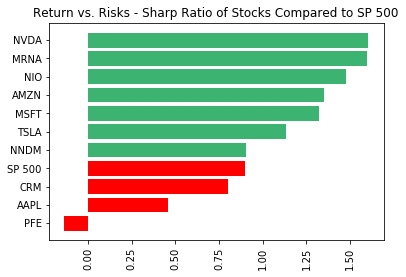 Return vs. Risks - Sharp Ratio of Stocks Compared to SP 500
NVDA
MRNA
NIO
AMZN
MSFT
TSLA
NNDM
SP 500
CRM
AAPL
PFE
0.00
0.25
0.50
0.75
1.00
1.25
1.50